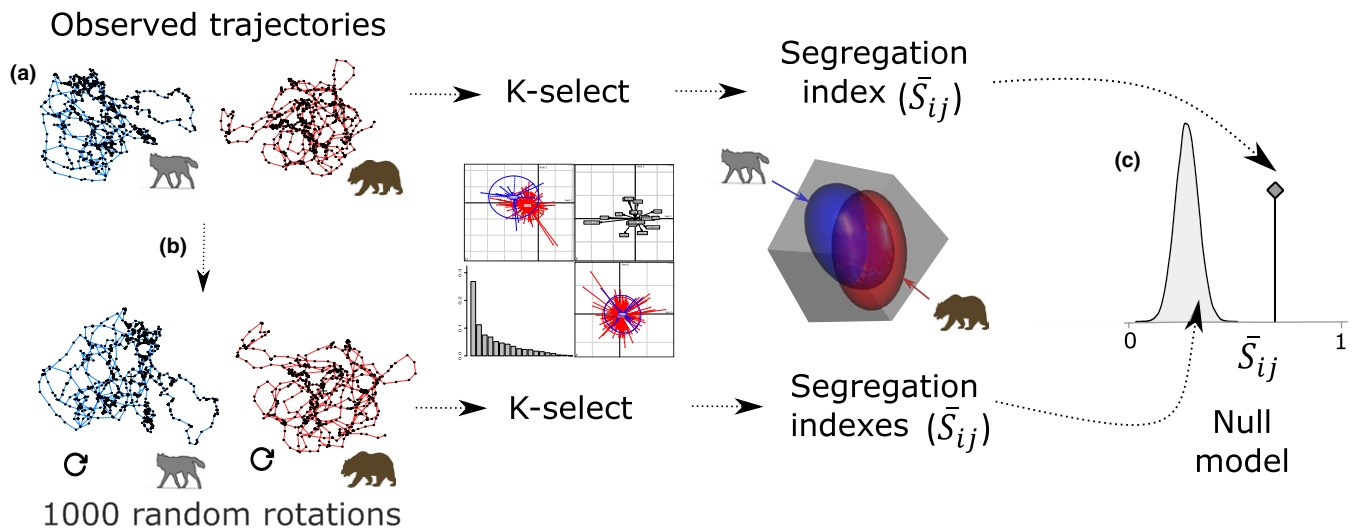 Observed trajectories
(a)
K-select
Segregation
index (S̄ij)
(b)
(c)
0
1
S̄ij
K-select
Segregation
indexes (S̄ij)
Null
model
1000 random rotations